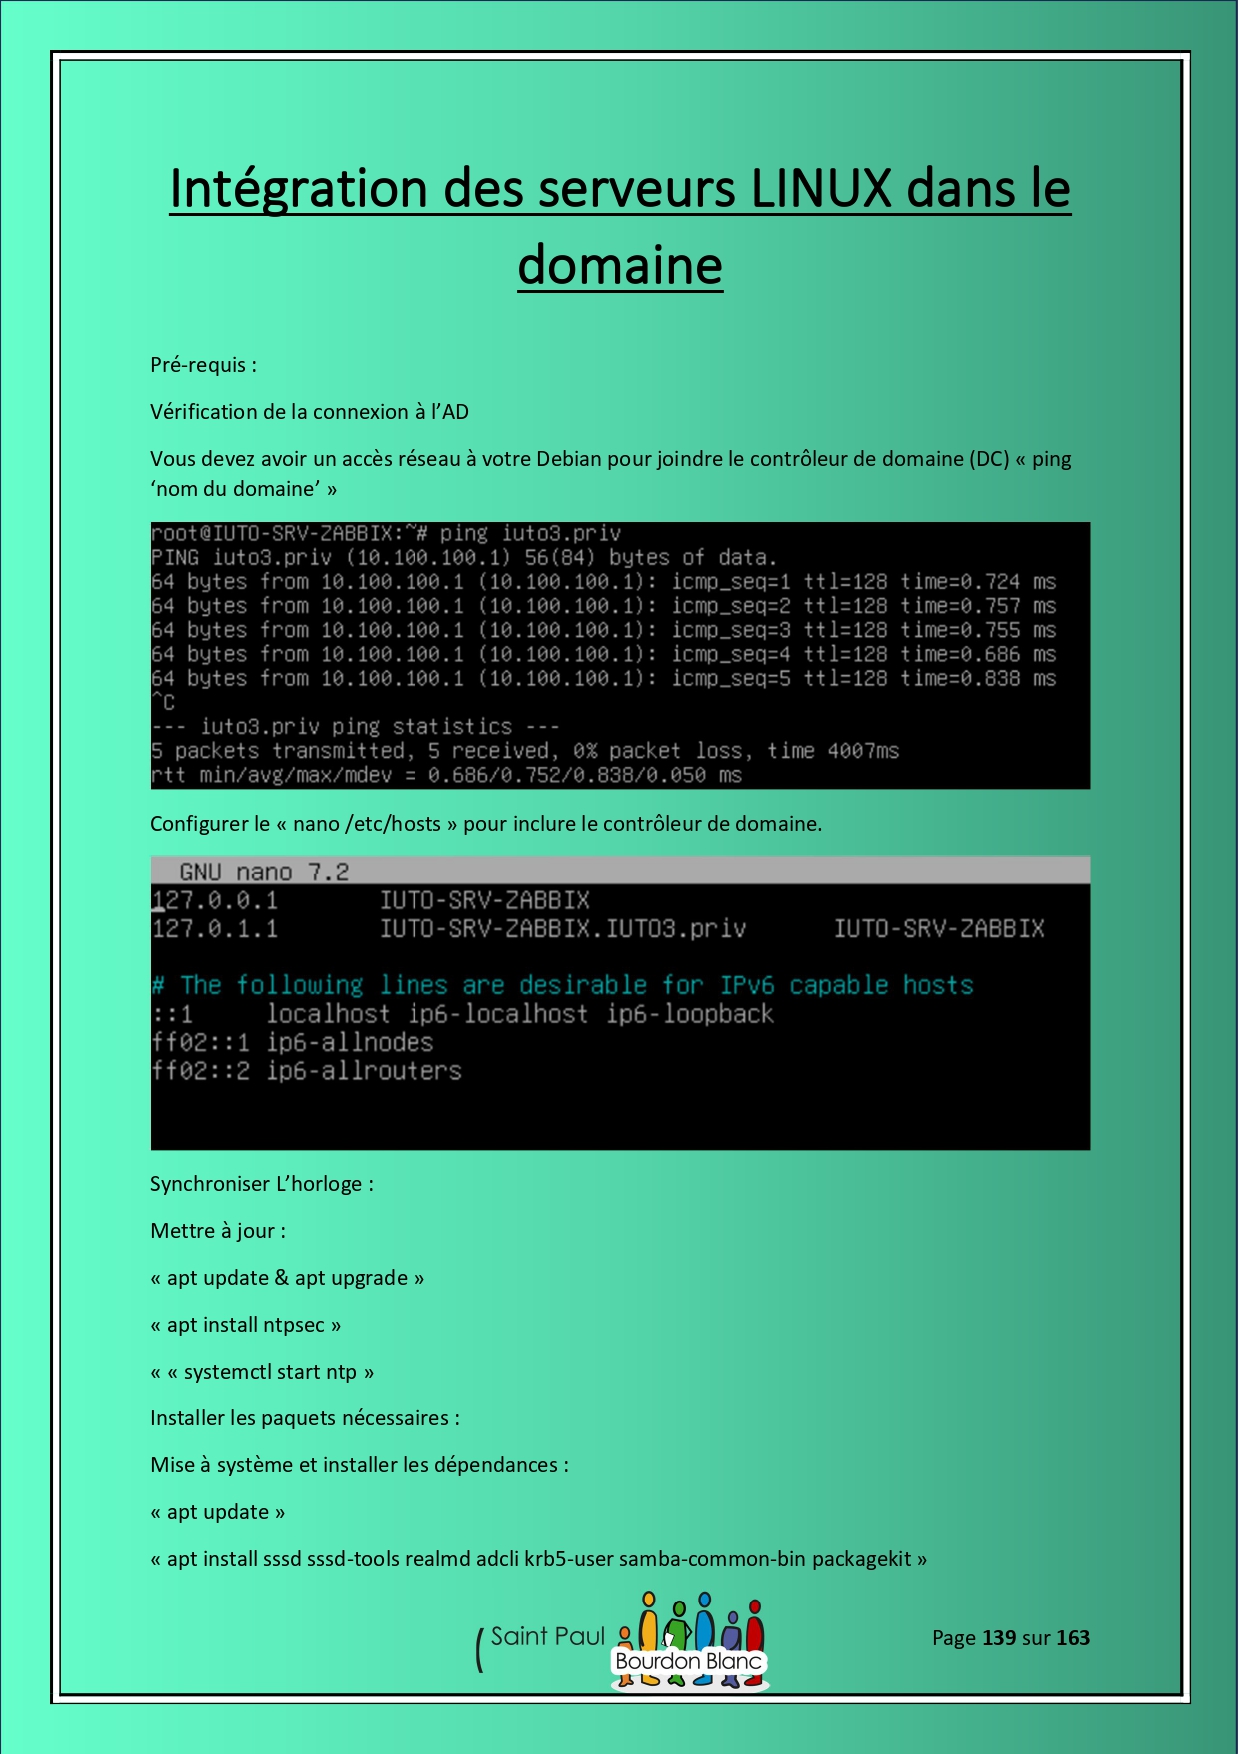 Intégration des serveurs LINUX dans le
domaine
Pré-requis :
Vérification de la connexion à l’AD
Vous devez avoir un accès réseau à votre Debian pour joindre le contrôleur de domaine (DC) « ping
‘nom du domaine’ »
root@IUTO-SRV-ZABBIX:~# ping iuto3.priv
PING iuto3.priv (10.100.100.1) 56(84) bytes of data.
64 bytes from 10.100.100.1 (10.100.100.1): icmp_seq=1 ttl=128 time=0.724 ms
64 bytes from 10.100.100.1 (10.100.100.1): icmp_seq=2 ttl=128 time=0.757 ms
64 bytes from 10.100.100.1 (10.100.100.1): icmp_seq=3 ttl=128 time=0.755 ms
64 bytes from 10.100.100.1 (10.100.100.1): icmp_seq=4 ttl=128 time=0.686 ms
64 bytes from 10.100.100.1 (10.100.100.1): icmp_seq=5 ttl=128 time=0.838 ms
^C
--- iuto3.priv ping statistics ---
5 packets transmitted, 5 received, 0% packet loss, time 4007ms
rtt min/avg/max/mdev = 0.686/0.752/0.838/0.050 ms
Configurer le « nano /etc/hosts » pour inclure le contrôleur de domaine.
GNU nano 7.2
127.0.0.1 IUTO-SRV-ZABBIX
127.0.1.1 IUTO-SRV-ZABBIX.IUTO3.priv IUTO-SRV-ZABBIX
# The following lines are desirable for IPv6 capable hosts
::1 localhost ip6-localhost ip6-loopback
ff02::1 ip6-allnodes
ff02::2 ip6-allrouters
Synchroniser L’horloge :
Mettre à jour :
« apt update & apt upgrade »
« apt install ntpsec »
« « systemctl start ntp »
Installer les paquets nécessaires :
Mise à système et installer les dépendances :
« apt update »
« apt install sssd sssd-tools realmd adcli krb5-user samba-common-bin packagekit »
Saint Paul
Bourdon Blanc
Page 139 sur 163